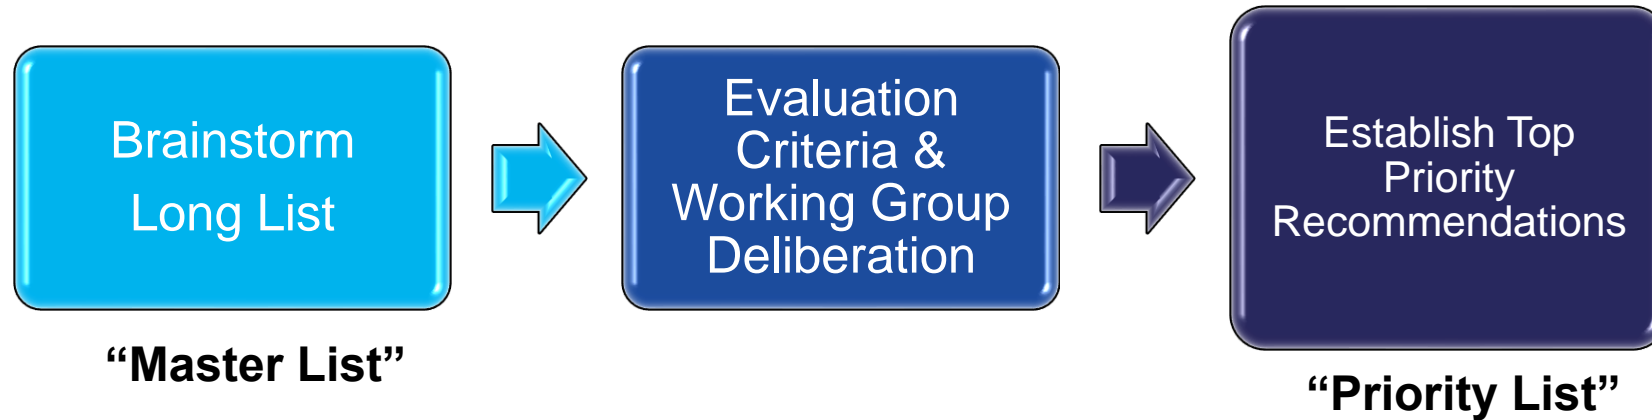 Brainstorm
Long List
“Master List”
Evaluation
Criteria &
Working Group
Deliberation
Establish Top
Priority
Recommendations
“Priority List”